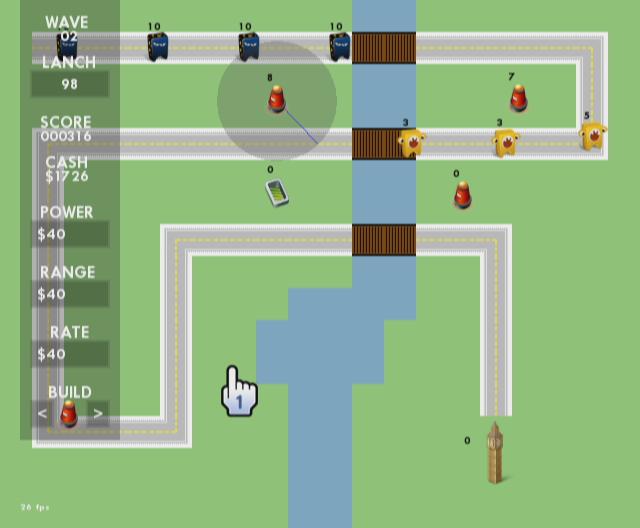 WAVE
02
10
10
10
LANCH
98
8
7
SCORE
000316
3
3
5
CASH
$1726
0
0
POWER
$40
RANGE
$40
RATE
$40
BUILD
< >
1
0
26 fps